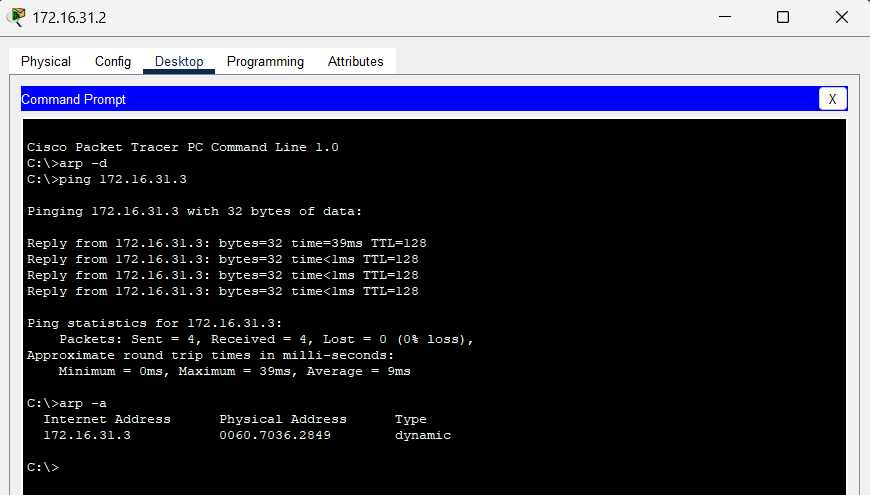 172.16.31.2
Physical Config Desktop Programming Attributes
Command Prompt X
Cisco Packet Tracer PC Command Line 1.0
C:\>arp -d
C:\>ping 172.16.31.3
Pinging 172.16.31.3 with 32 bytes of data:
Reply from 172.16.31.3: bytes=32 time=39ms TTL=128
Reply from 172.16.31.3: bytes=32 time<1ms TTL=128
Reply from 172.16.31.3: bytes=32 time<1ms TTL=128
Reply from 172.16.31.3: bytes=32 time<1ms TTL=128
Ping statistics for 172.16.31.3:
Packets: Sent = 4, Received = 4, Lost = 0 (0% loss),
Approximate round trip times in milli-seconds:
Minimum = 0ms, Maximum = 39ms, Average = 9ms
C:\>arp -a
Internet Address Physical Address Type
172.16.31.3 0060.7036.2849 dynamic
C:\>